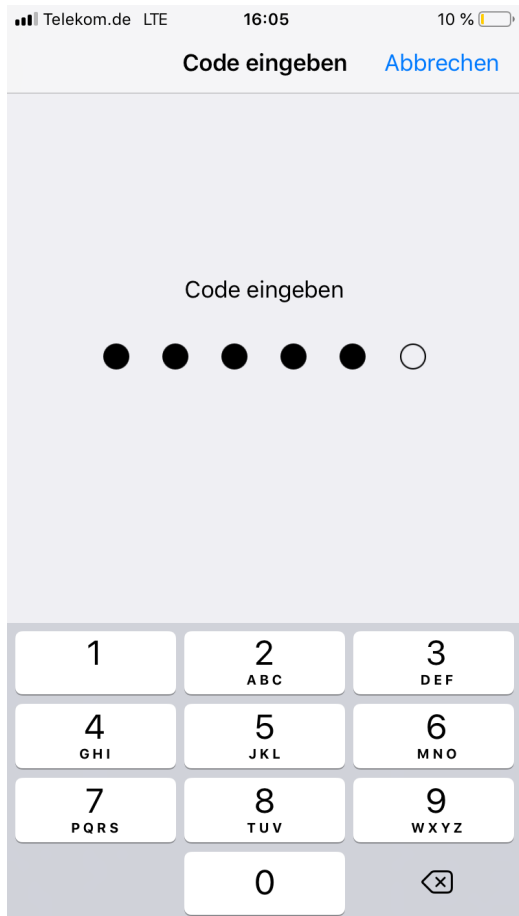 Telekom.de LTE 16:05 10 %
Code eingeben Abbrechen
Code eingeben
1 2 3
ABC DEF
4 5 6
GHI JKL MNO
7 8 9
PQRS TUV WXYZ
0